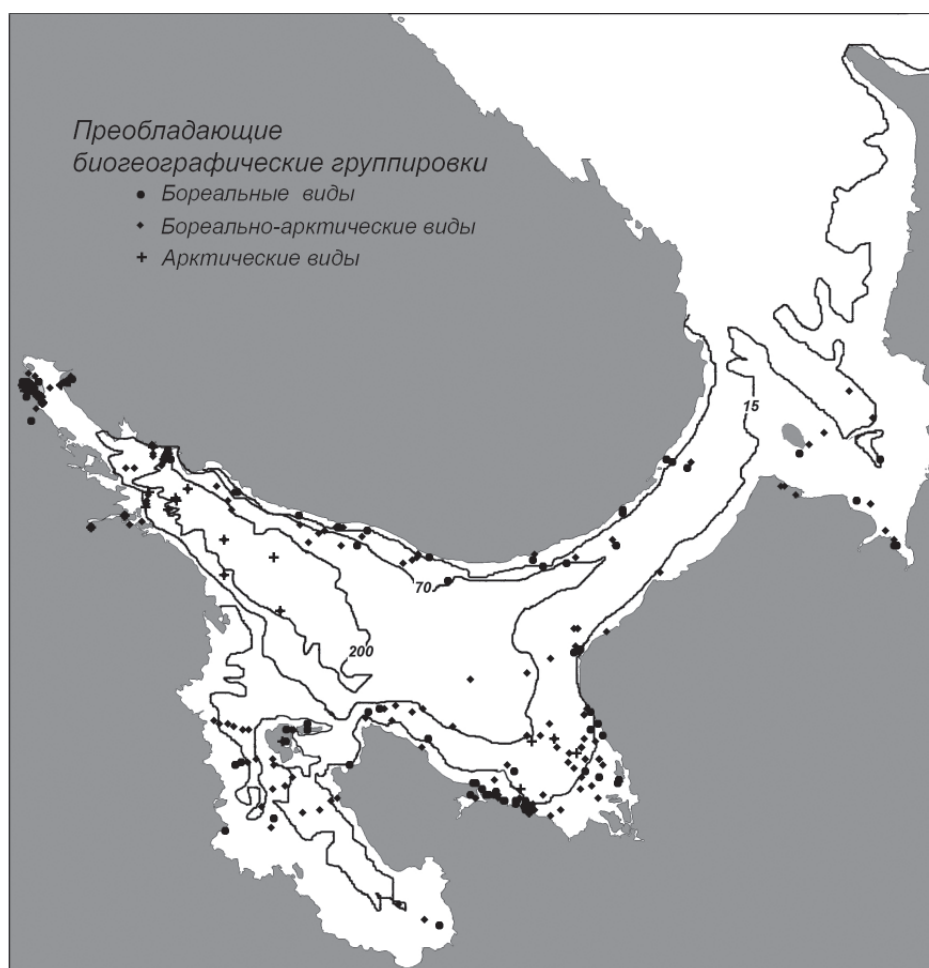 Преобладающие
биогеографические группировки
Бореальные виды
Бореально-арктические виды
Арктические виды
15
70
200